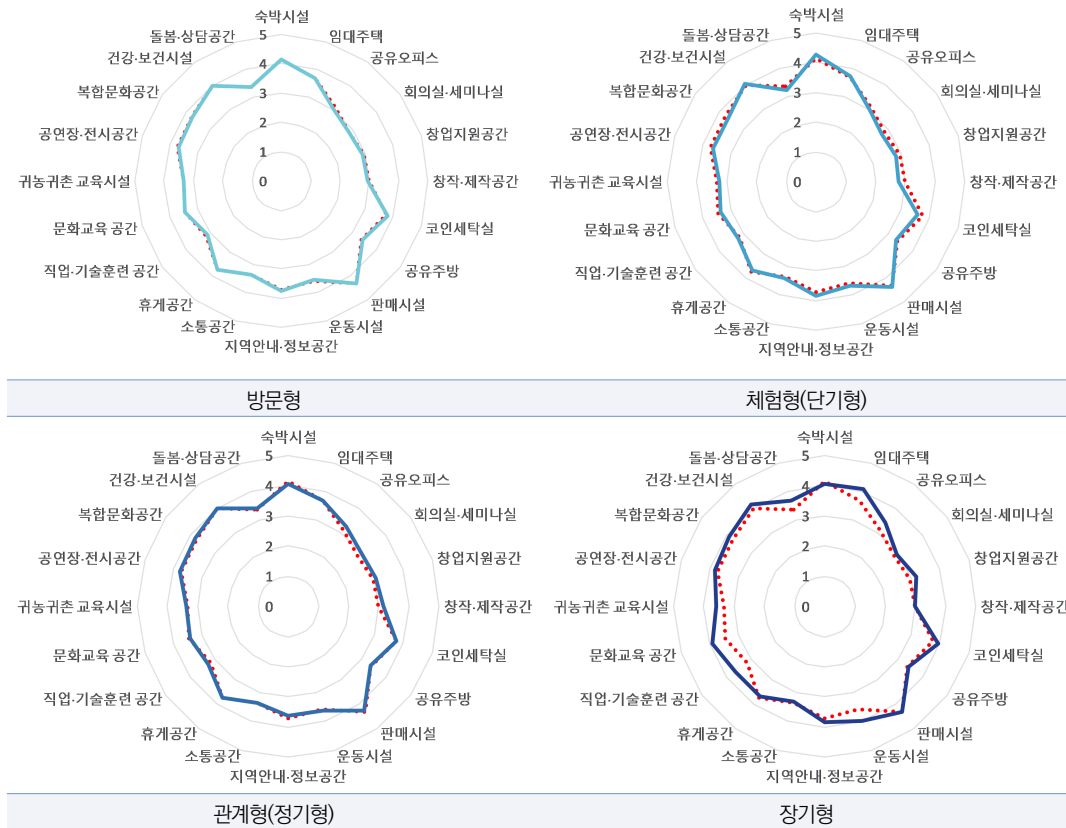 숙박시설
임대주택
공유오피스
회의실·세미나실
창업지원공간
창작·제작공간
코인세탁실
공유주방
판매시설
운동시설
지역안내·정보공간
소통공간
휴게공간
직업·기술훈련 공간
문화교육 공간
귀농귀촌 교육시설
공연장·전시공간
복합문화공간
건강·보건시설
돌봄·상담공간
5
4
3
2
1
0
숙박시설
임대주택
공유오피스
회의실·세미나실
창업지원공간
창작·제작공간
코인세탁실
공유주방
판매시설
운동시설
지역안내·정보공간
소통공간
휴게공간
직업·기술훈련 공간
문화교육 공간
귀농귀촌 교육시설
공연장·전시공간
복합문화공간
건강·보건시설
돌봄·상담공간
5
4
3
2
1
0
방문형
체험형(단기형)
숙박시설
임대주택
공유오피스
회의실·세미나실
창업지원공간
창작·제작공간
코인세탁실
공유주방
판매시설
운동시설
지역안내·정보공간
소통공간
휴게공간
직업·기술훈련 공간
문화교육 공간
귀농귀촌 교육시설
공연장·전시공간
복합문화공간
건강·보건시설
돌봄·상담공간
5
4
3
2
1
0
숙박시설
임대주택
공유오피스
회의실·세미나실
창업지원공간
창작·제작공간
코인세탁실
공유주방
판매시설
운동시설
지역안내·정보공간
소통공간
휴게공간
직업·기술훈련 공간
문화교육 공간
귀농귀촌 교육시설
공연장·전시공간
복합문화공간
건강·보건시설
돌봄·상담공간
5
4
3
2
1
0
관계형(정기형)
장기형